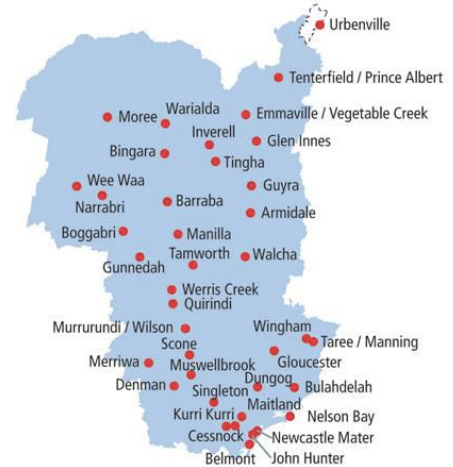 Urbenville
Tenterfield / Prince Albert
Moree
Warialda
Emmaville / Vegetable Creek
Inverell
Glen Innes
Bingara
Tingha
Wee Waa
Guyra
Narrabri
Barraba
Armidale
Boggabri
Manilla
Tamworth
Walcha
Gunnedah
Werris Creek
Quirindi
Murrurundi / Wilson
Wingham
Taree / Manning
Scone
Gloucester
Merriwa
Muswellbrook
Denman
Dungog
Bulahdelah
Singleton
Maitland
Kurri Kurri
Nelson Bay
Cessnock
Newcastle Mater
Belmont
John Hunter